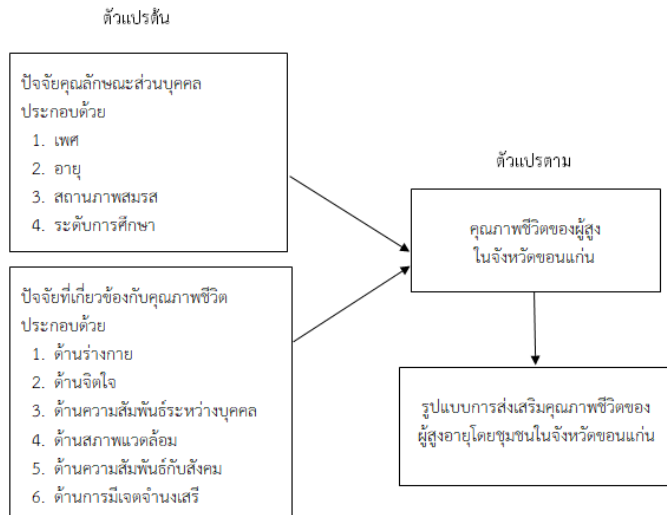 ตัวแปรต้น
ปัจจัยคุณลักษณะส่วนบุคคล
ประกอบด้วย
1. เพศ
2. อายุ
3. สถานภาพสมรส
4. ระดับการศึกษา
ปัจจัยที่เกี่ยวข้องกับคุณภาพชีวิต
ประกอบด้วย
1. ด้านร่างกาย
2. ด้านจิตใจ
3. ด้านความสัมพันธ์ระหว่างบุคคล
4. ด้านสภาพแวดล้อม
5. ด้านความสัมพันธ์กับสังคม
6. ด้านการมีเจตจำนงเสรี
ตัวแปรตาม
คุณภาพชีวิตของผู้สูง
ในจังหวัดขอนแก่น
รูปแบบการส่งเสริมคุณภาพชีวิตของ
ผู้สูงอายุโดยชุมชนในจังหวัดขอนแก่น